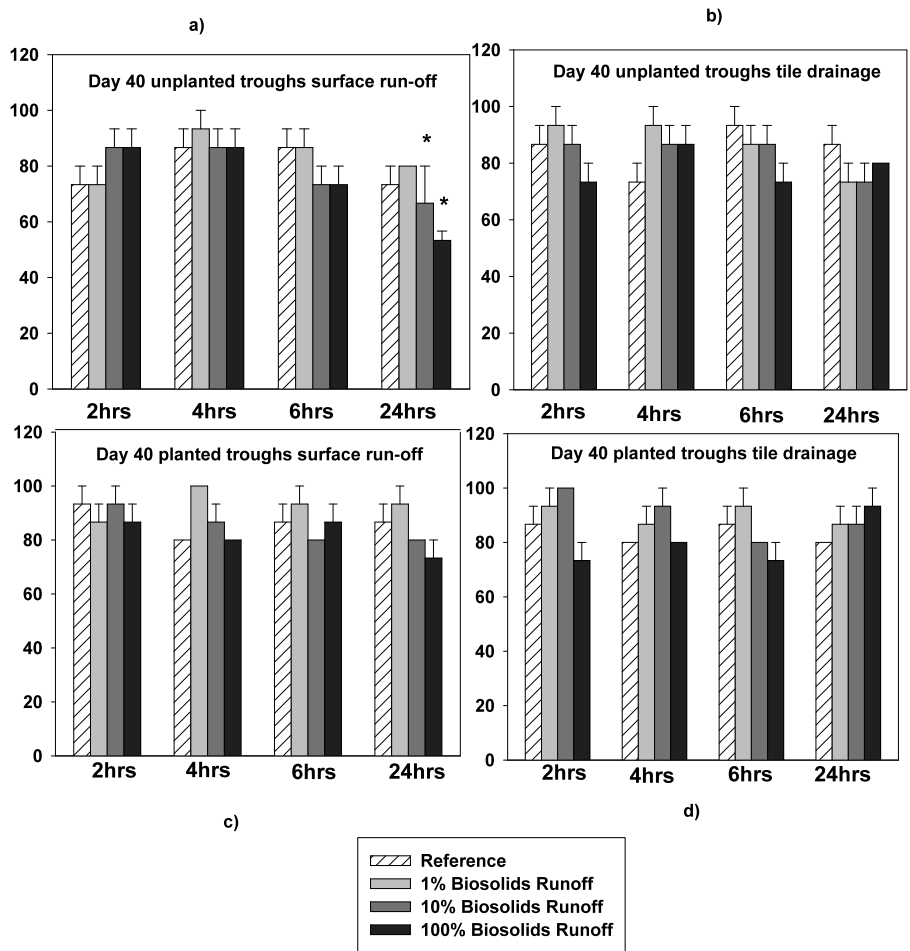 a)
b)
120
100
80
60
40
20
0
Day 40 unplanted troughs surface run-off
*
*
2hrs
4hrs
6hrs
24hrs
120
100
80
60
40
20
0
Day 40 unplanted troughs tile drainage
2hrs
4hrs
6hrs
24hrs
120
100
80
60
40
20
0
Day 40 planted troughs surface run-off
2hrs
4hrs
6hrs
24hrs
120
100
80
60
40
20
0
Day 40 planted troughs tile drainage
2hrs
4hrs
6hrs
24hrs
c)
d)
Reference
1% Biosolids Runoff
10% Biosolids Runoff
100% Biosolids Runoff